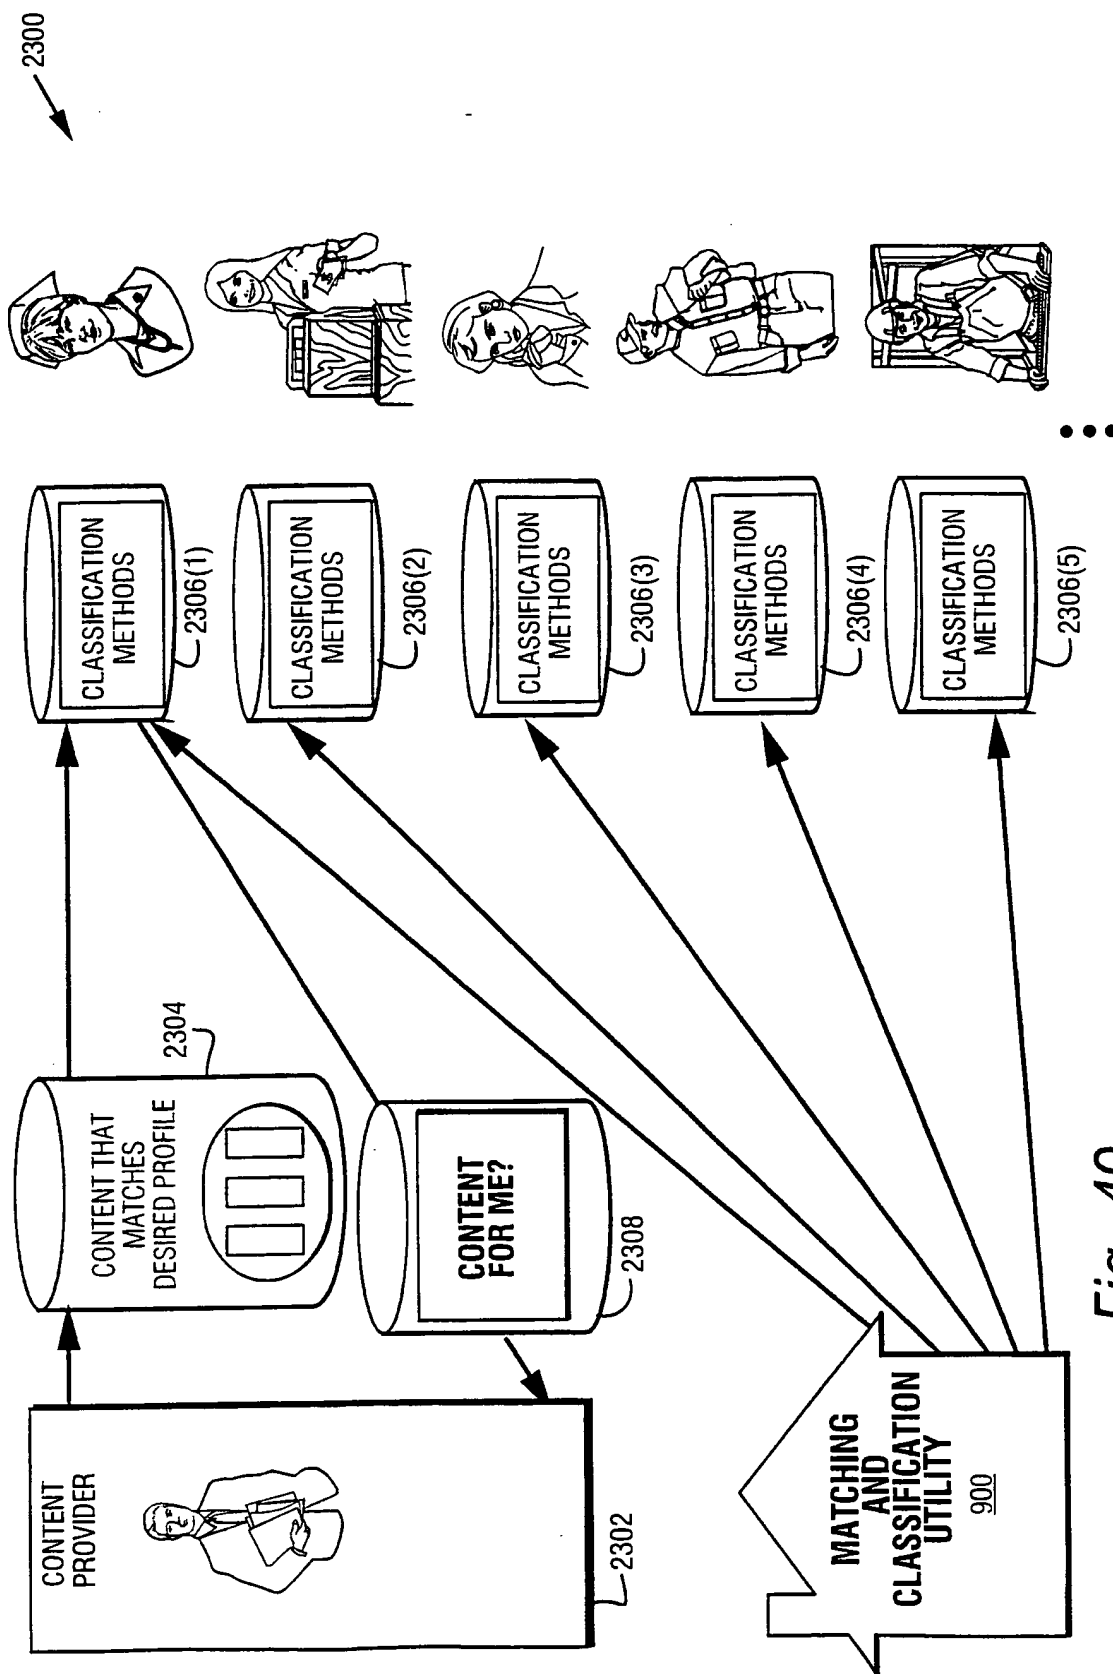 2300
CONTENT
PROVIDER
2302
CONTENT THAT
MATCHES
DESIRED PROFILE
2304
CONTENT
FOR ME?
2308
CLASSIFICATION
METHODS
2306(1)
CLASSIFICATION
METHODS
2306(2)
CLASSIFICATION
METHODS
2306(3)
CLASSIFICATION
METHODS
2306(4)
CLASSIFICATION
METHODS
2306(5)
MATCHING
AND
CLASSIFICATION
UTILITY
900
Fig.